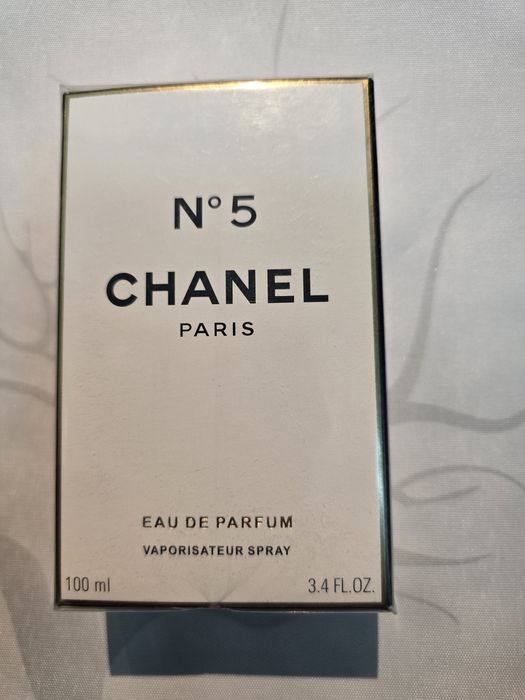 N° 5
CHANEL
PARIS
EAU DE PARFUM
VAPORISATEUR SPRAY
100 ml 3.4 FL.OZ.